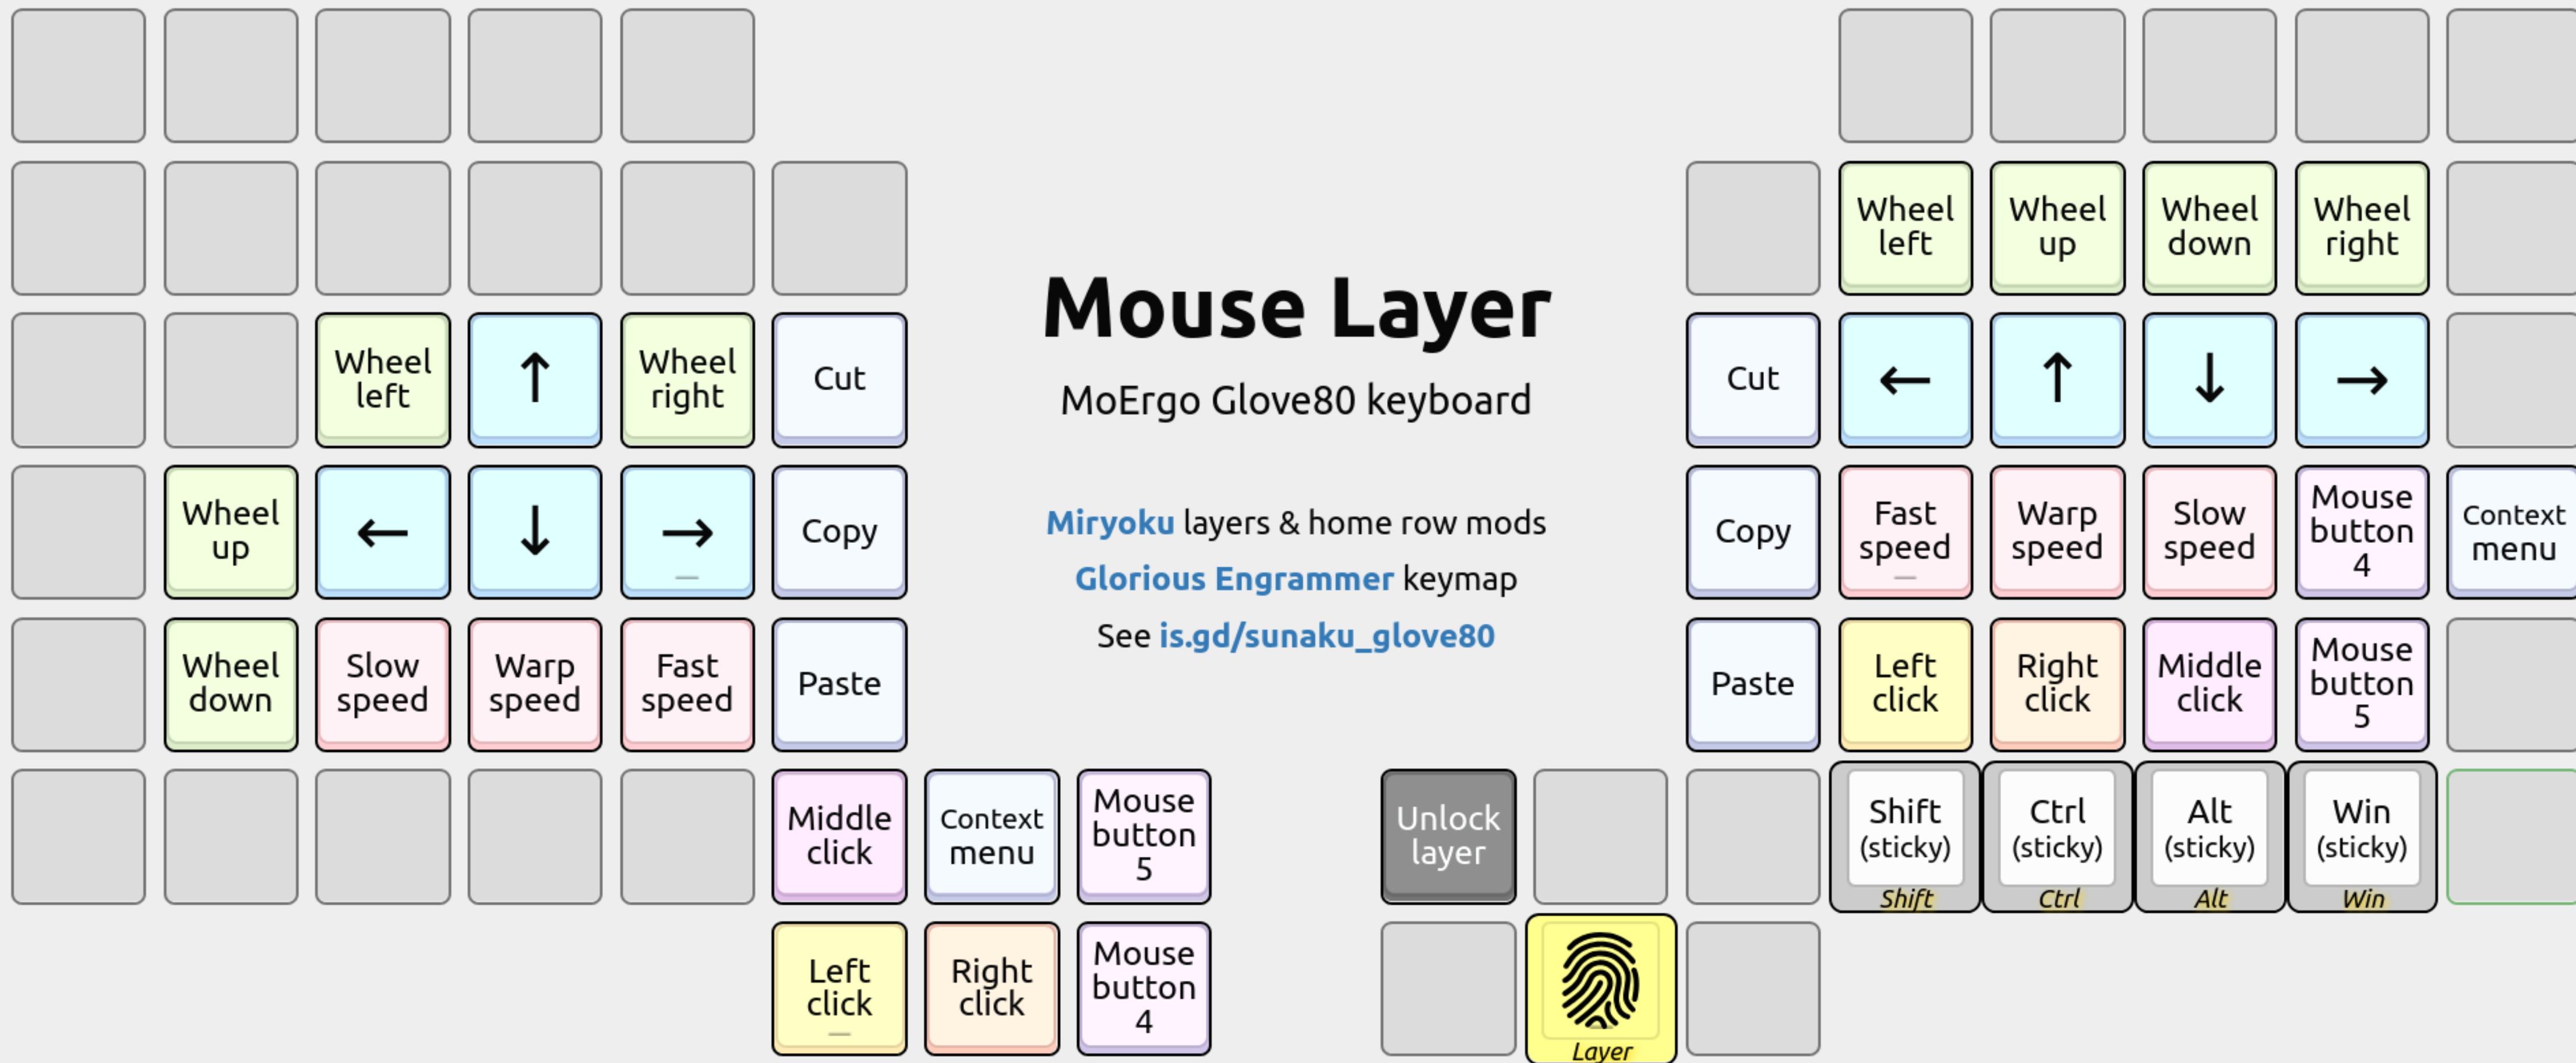 Wheel
left
Wheel
up
Wheel
down
Wheel
right
Mouse Layer
MoErgo Glove80 keyboard
Miryoku layers & home row mods
Glorious Engrammer keymap
See is.gd/sunaku_glove80
Wheel
left
↑
Wheel
right
Cut
Cut
←
↑
↓
→
Wheel
up
←
↓
→
Copy
Copy
Fast
speed
Warp
speed
Slow
speed
Mouse
button
4
Context
menu
Wheel
down
Slow
speed
Warp
speed
Fast
speed
Paste
Paste
Left
click
Right
click
Middle
click
Mouse
button
5
Middle
click
Context
menu
Mouse
button
5
Unlock
layer
Shift
(sticky)
Shift
Ctrl
(sticky)
Ctrl
Alt
(sticky)
Alt
Win
(sticky)
Win
Left
click
Right
click
Mouse
button
4
Layer